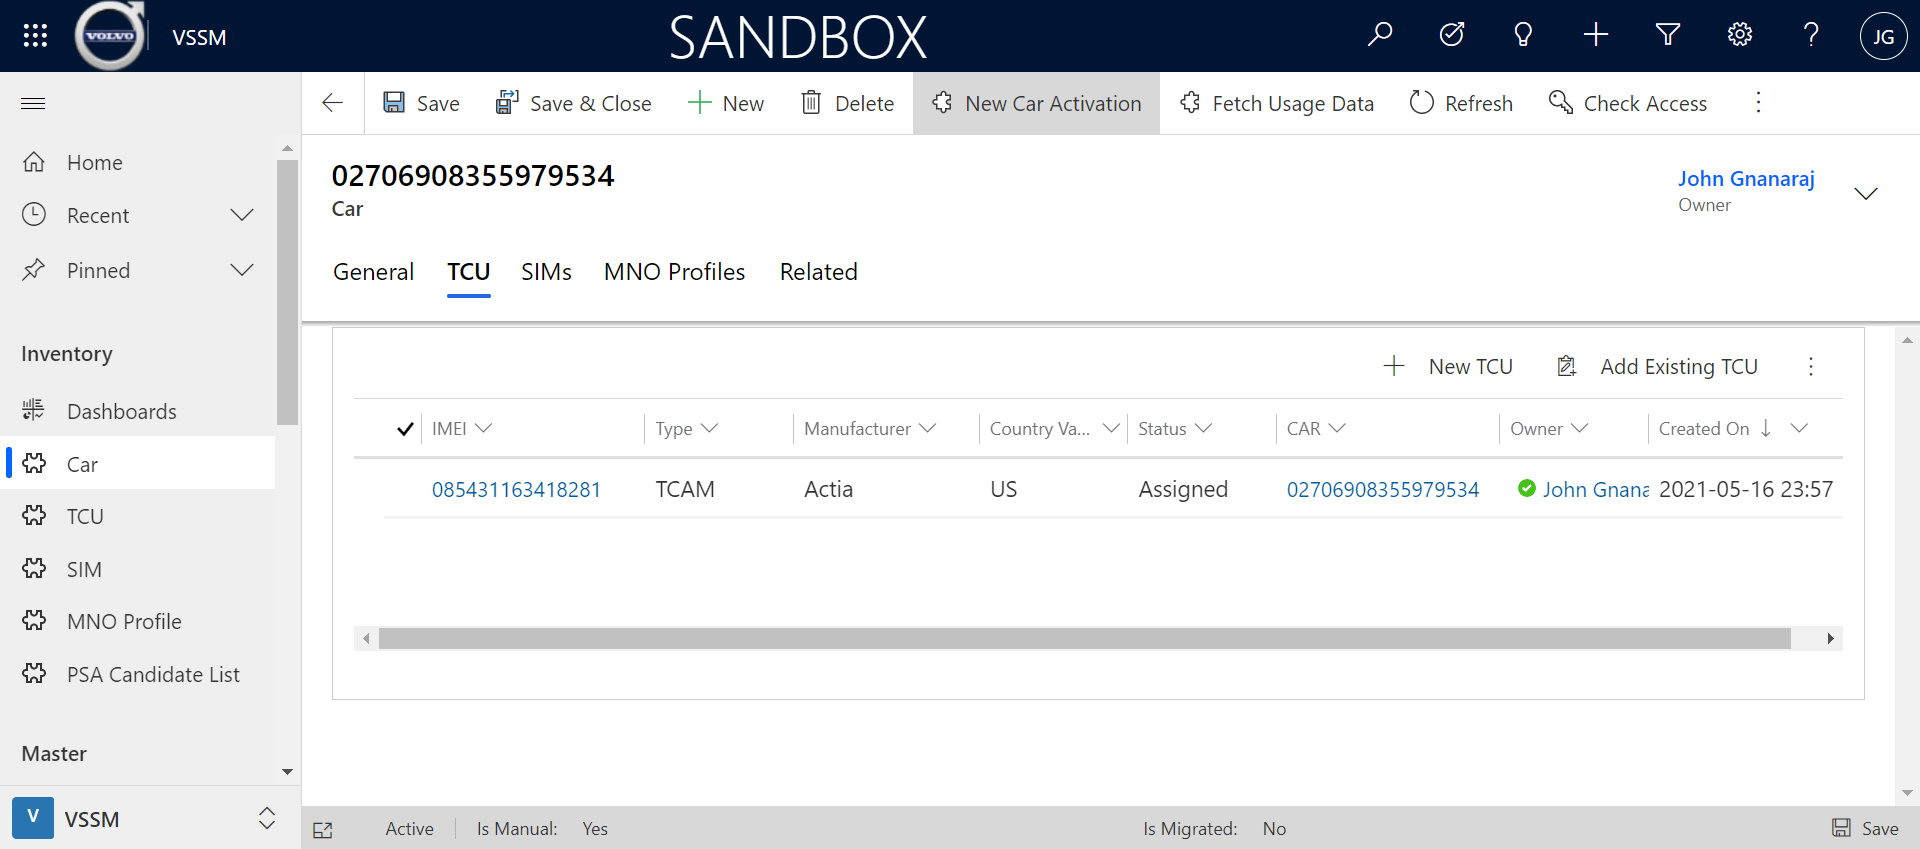 VOLVO
VSSM
SANDBOX
JG
Save
Save & Close
New
Delete
New Car Activation
Fetch Usage Data
Refresh
Check Access
Home
Recent
Pinned
Inventory
Dashboards
Car
TCU
SIM
MNO Profile
PSA Candidate List
Master
V VSSM
02706908355979534
Car
John Gnanaraj
Owner
General TCU SIMs MNO Profiles Related
New TCU Add Existing TCU
IMEI Type Manufacturer Country Va... Status CAR Owner Created On
085431163418281 TCAM Actia US Assigned 02706908355979534 John Gnana 2021-05-16 23:57
Active Is Manual: Yes Is Migrated: No Save